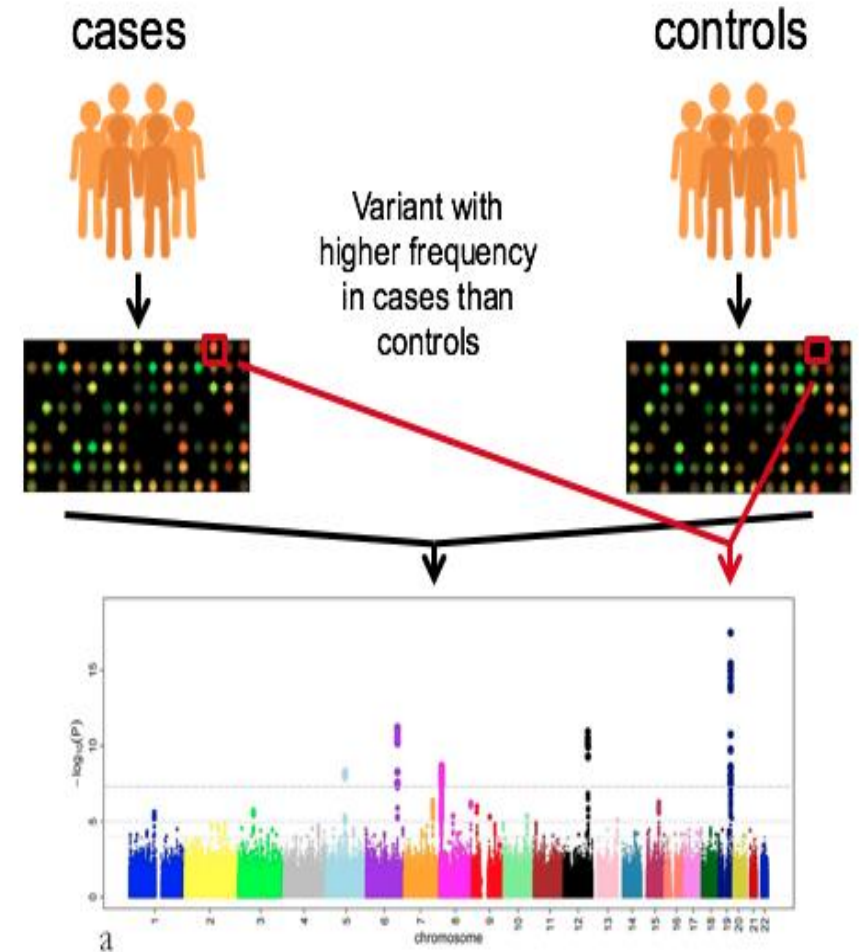 cases
controls
Variant with
higher frequency
in cases than
controls
15
10
5
0
−log₁₀(P)
1 2 3 4 5 6 7 8 9 10 11 12 13 14 15 16 17 18 19 20 21 22
chromosome
a